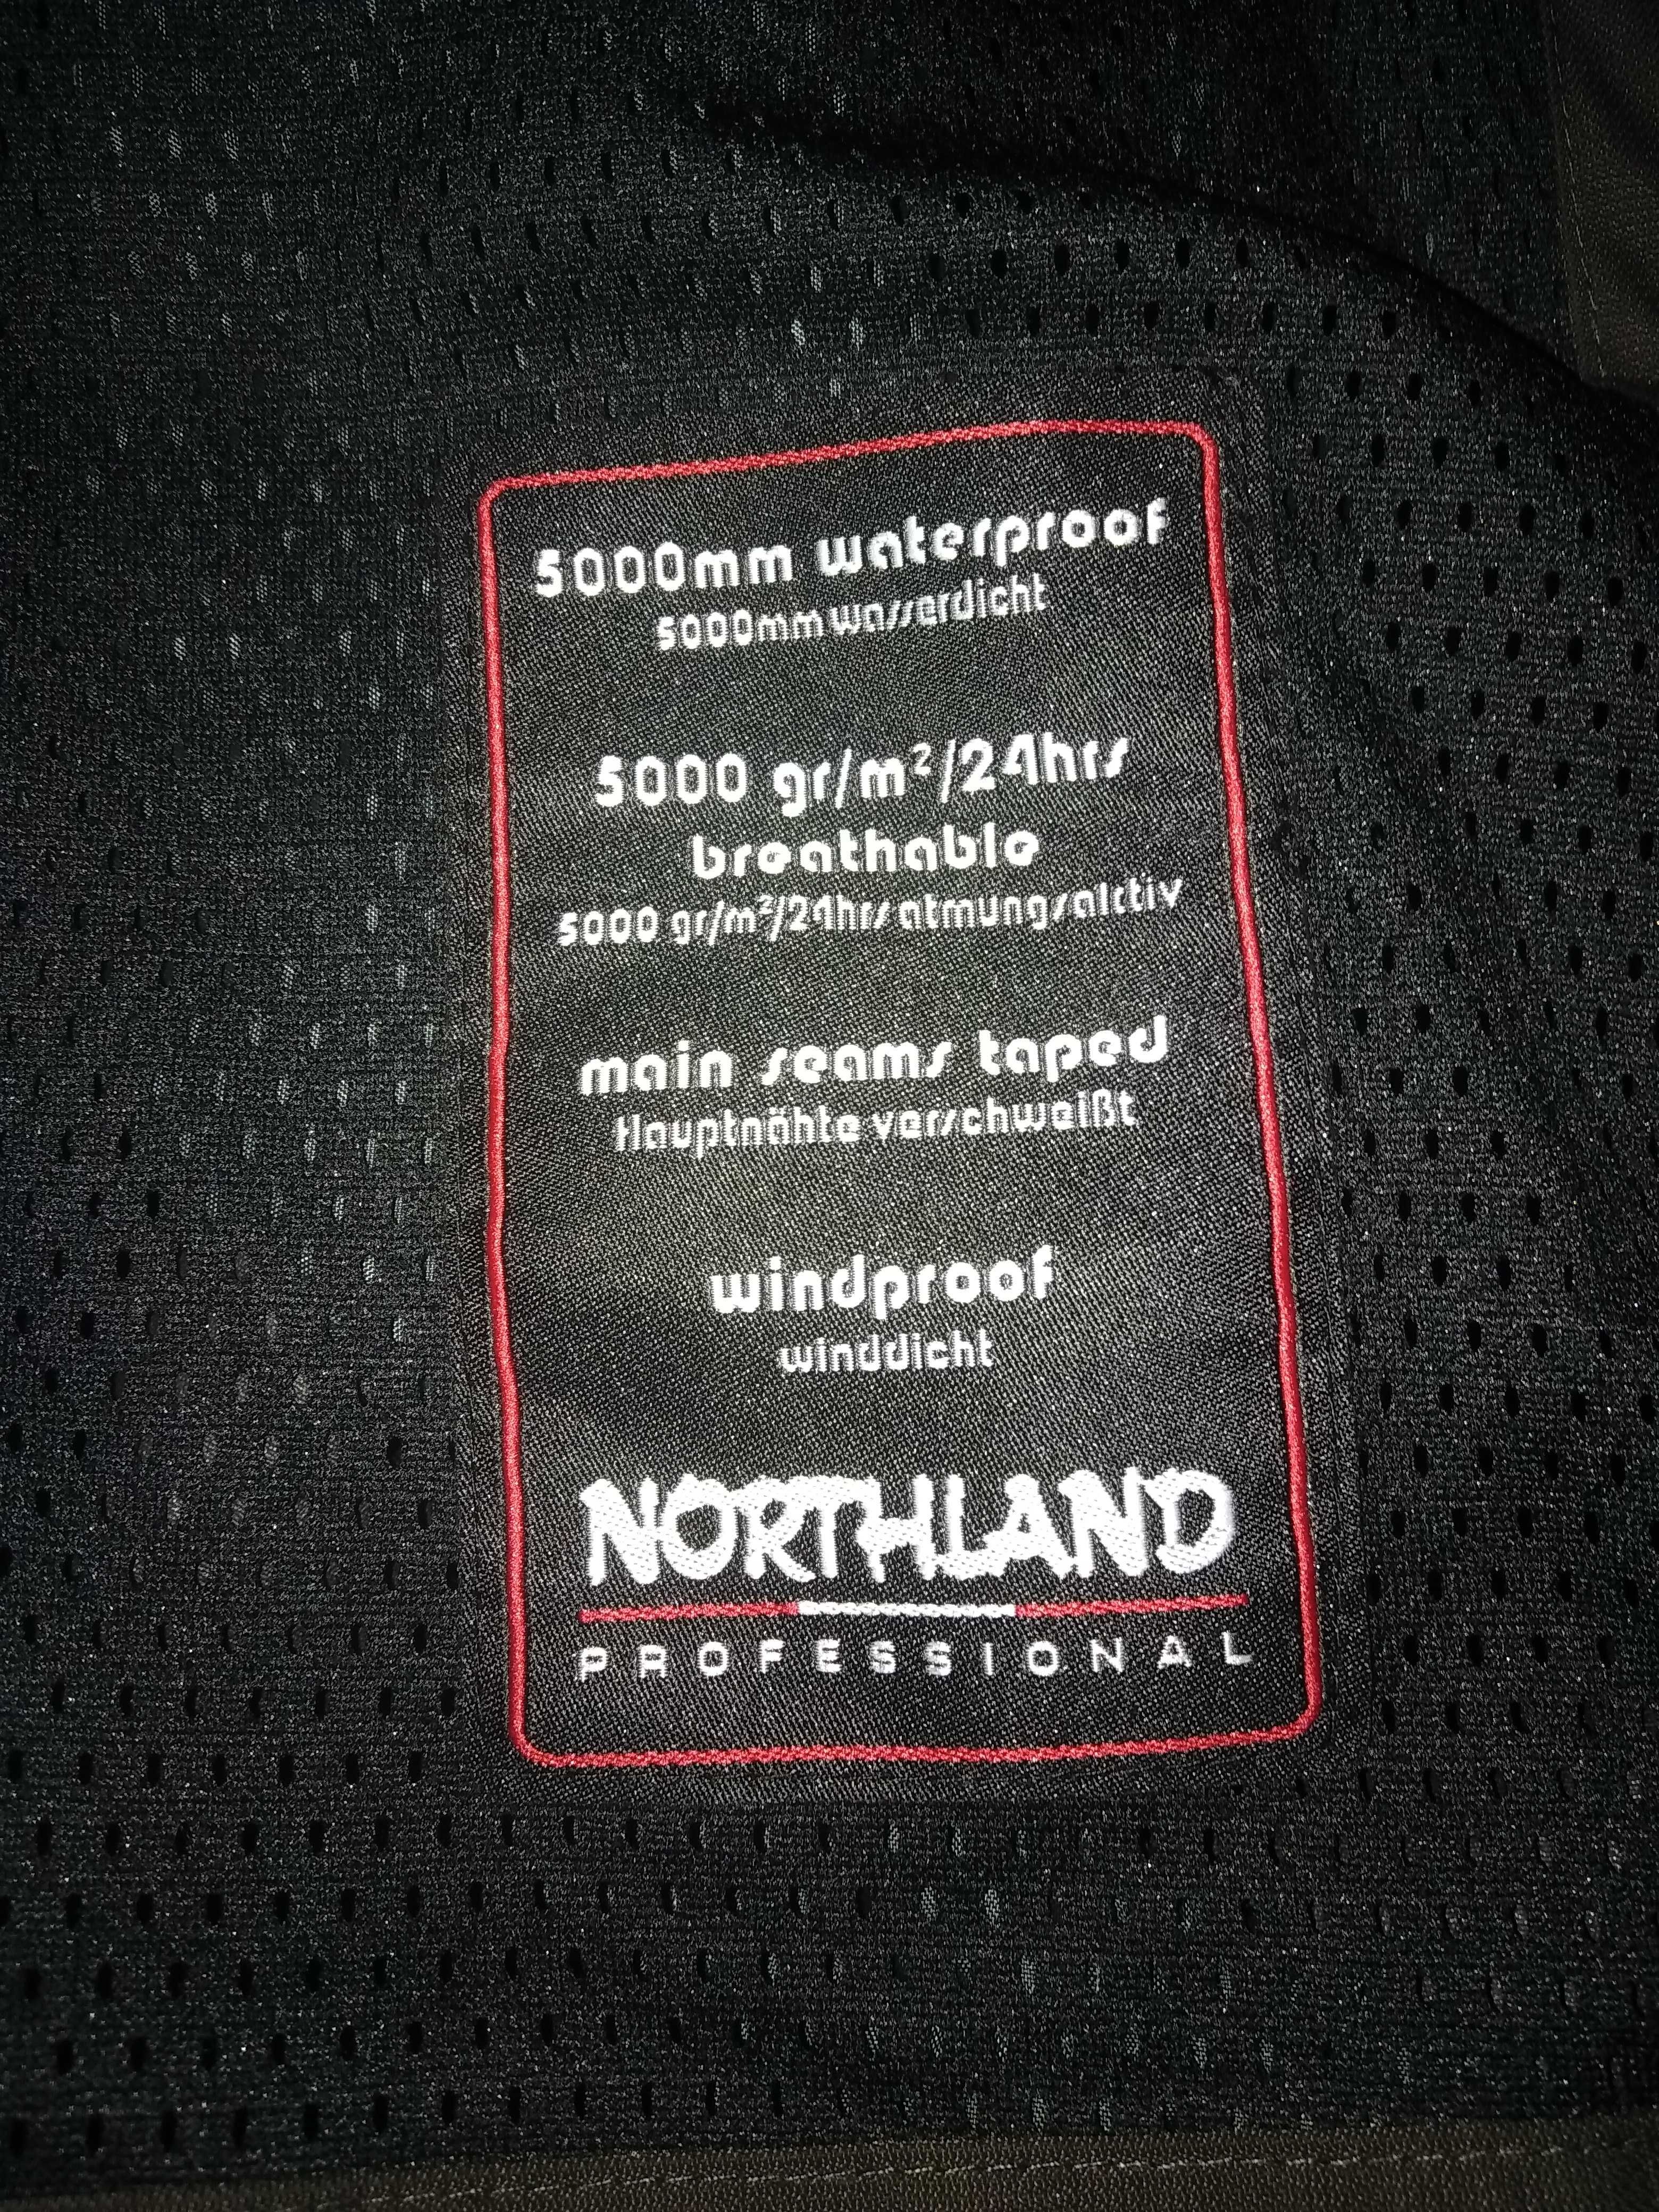 5000mm waterproof
5000mm wasserdicht
5000 gr/m²/24hrs
breathable
5000 gr/m²/24hrs atmungsaktiv
main seams taped
Hauptnähte verschweißt
windproof
winddicht
NORTHLAND
PROFESSIONAL